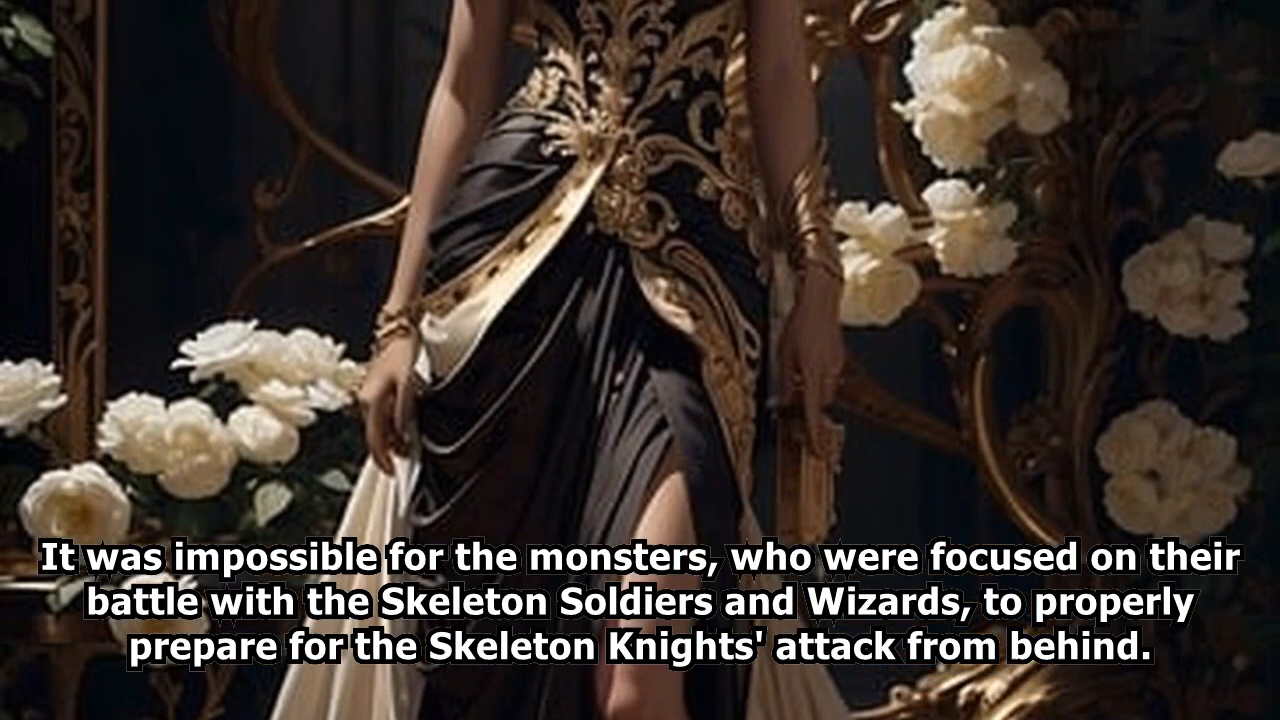 It was impossible for the monsters, who were focused on their
battle with the Skeleton Soldiers and Wizards, to properly
prepare for the Skeleton Knights' attack from behind.